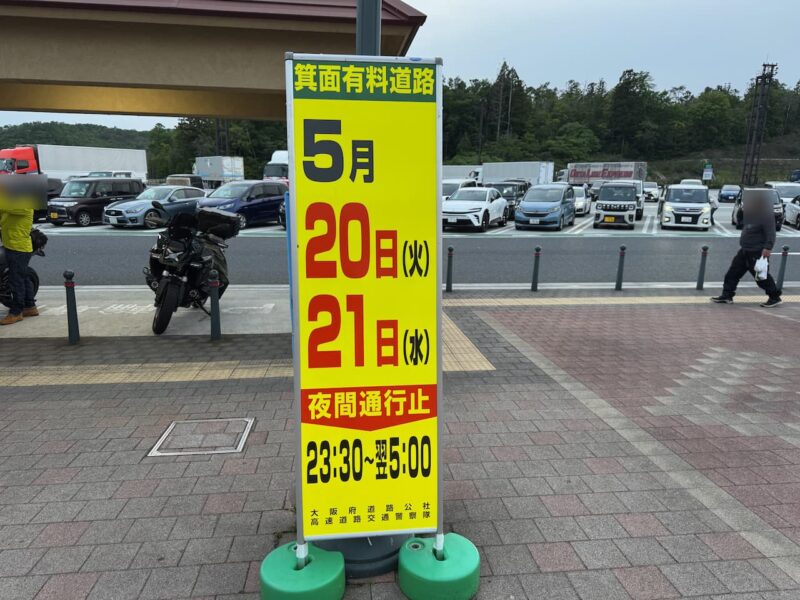 箕面有料道路
5月
20日(火)
21日(水)
夜間通行止
23:30~翌5:00
大阪府道路公社
高速道路交通警察隊